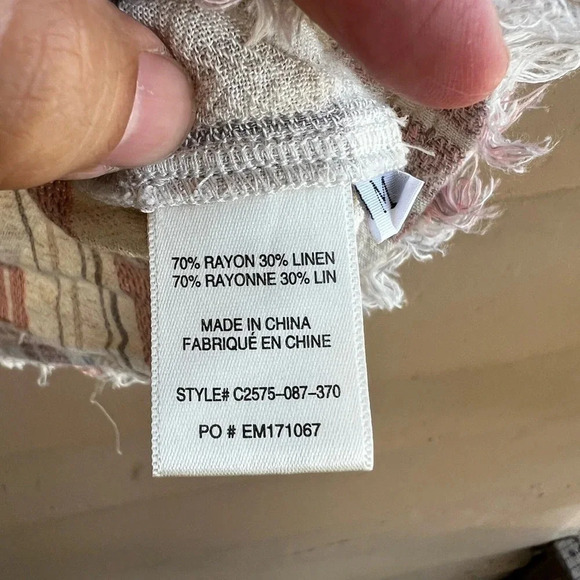 70% RAYON 30% LINEN
70% RAYONNE 30% LIN
MADE IN CHINA
FABRIQUÉ EN CHINE
STYLE# C2575–087–370
PO # EM171067
M